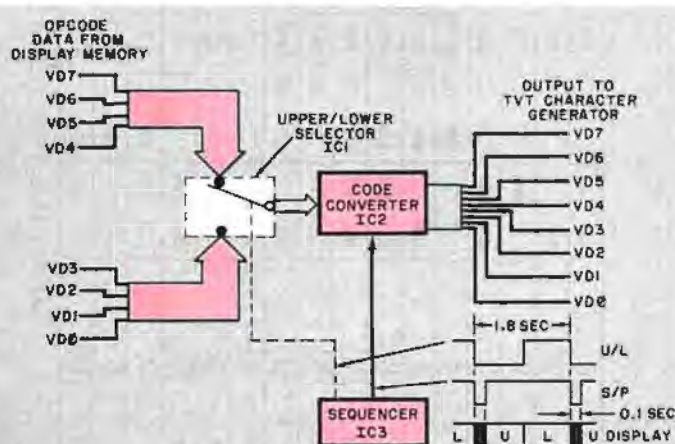 OPCODE
DATA FROM
DISPLAY MEMORY
VD7
VD6
VD5
VD4
UPPER/LOWER
SELECTOR
IC1
VD3
VD2
VD1
VD0
CODE
CONVERTER
IC2
SEQUENCER
IC3
OUTPUT TO
TVT CHARACTER
GENERATOR
VD7
VD6
VD5
VD4
VD3
VD2
VD1
VD0
1.8 SEC
U/L
S/P
0.1 SEC
L U L U DISPLAY